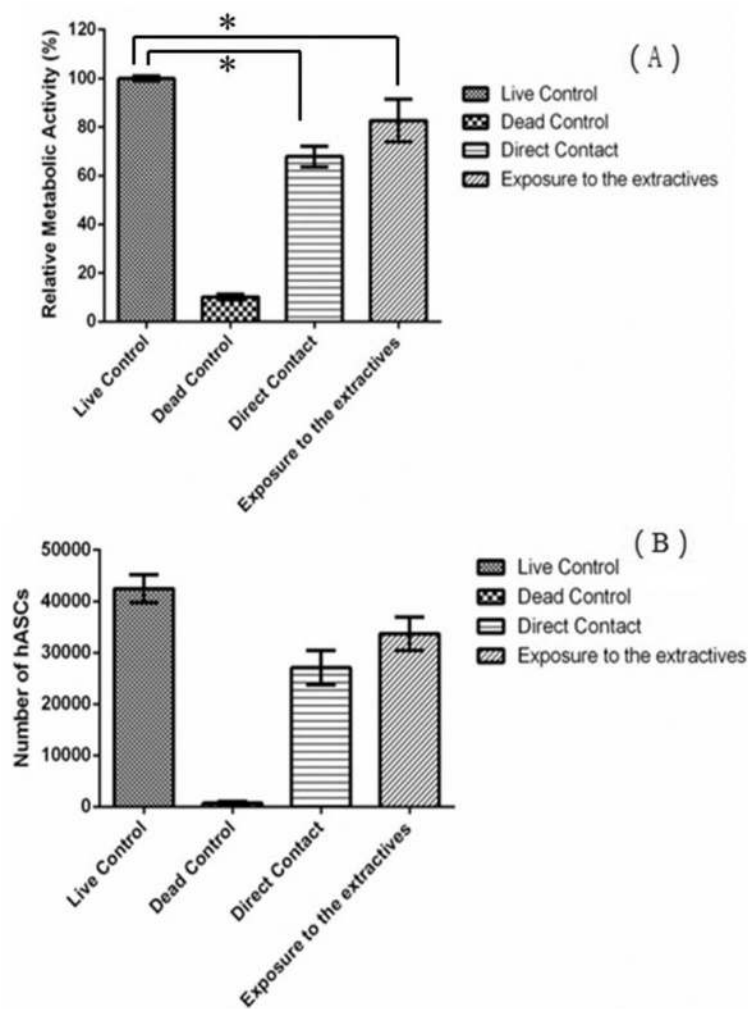 ( A )
Relative Metabolic Activity (%)
120
100
80
60
40
20
0
*
*
Live Control
Dead Control
Direct Contact
Exposure to the extractives
Live Control
Dead Control
Direct Contact
Exposure to the extractives
( B )
Number of hASCs
50000
40000
30000
20000
10000
0
Live Control
Dead Control
Direct Contact
Exposure to the extractives
Live Control
Dead Control
Direct Contact
Exposure to the extractives